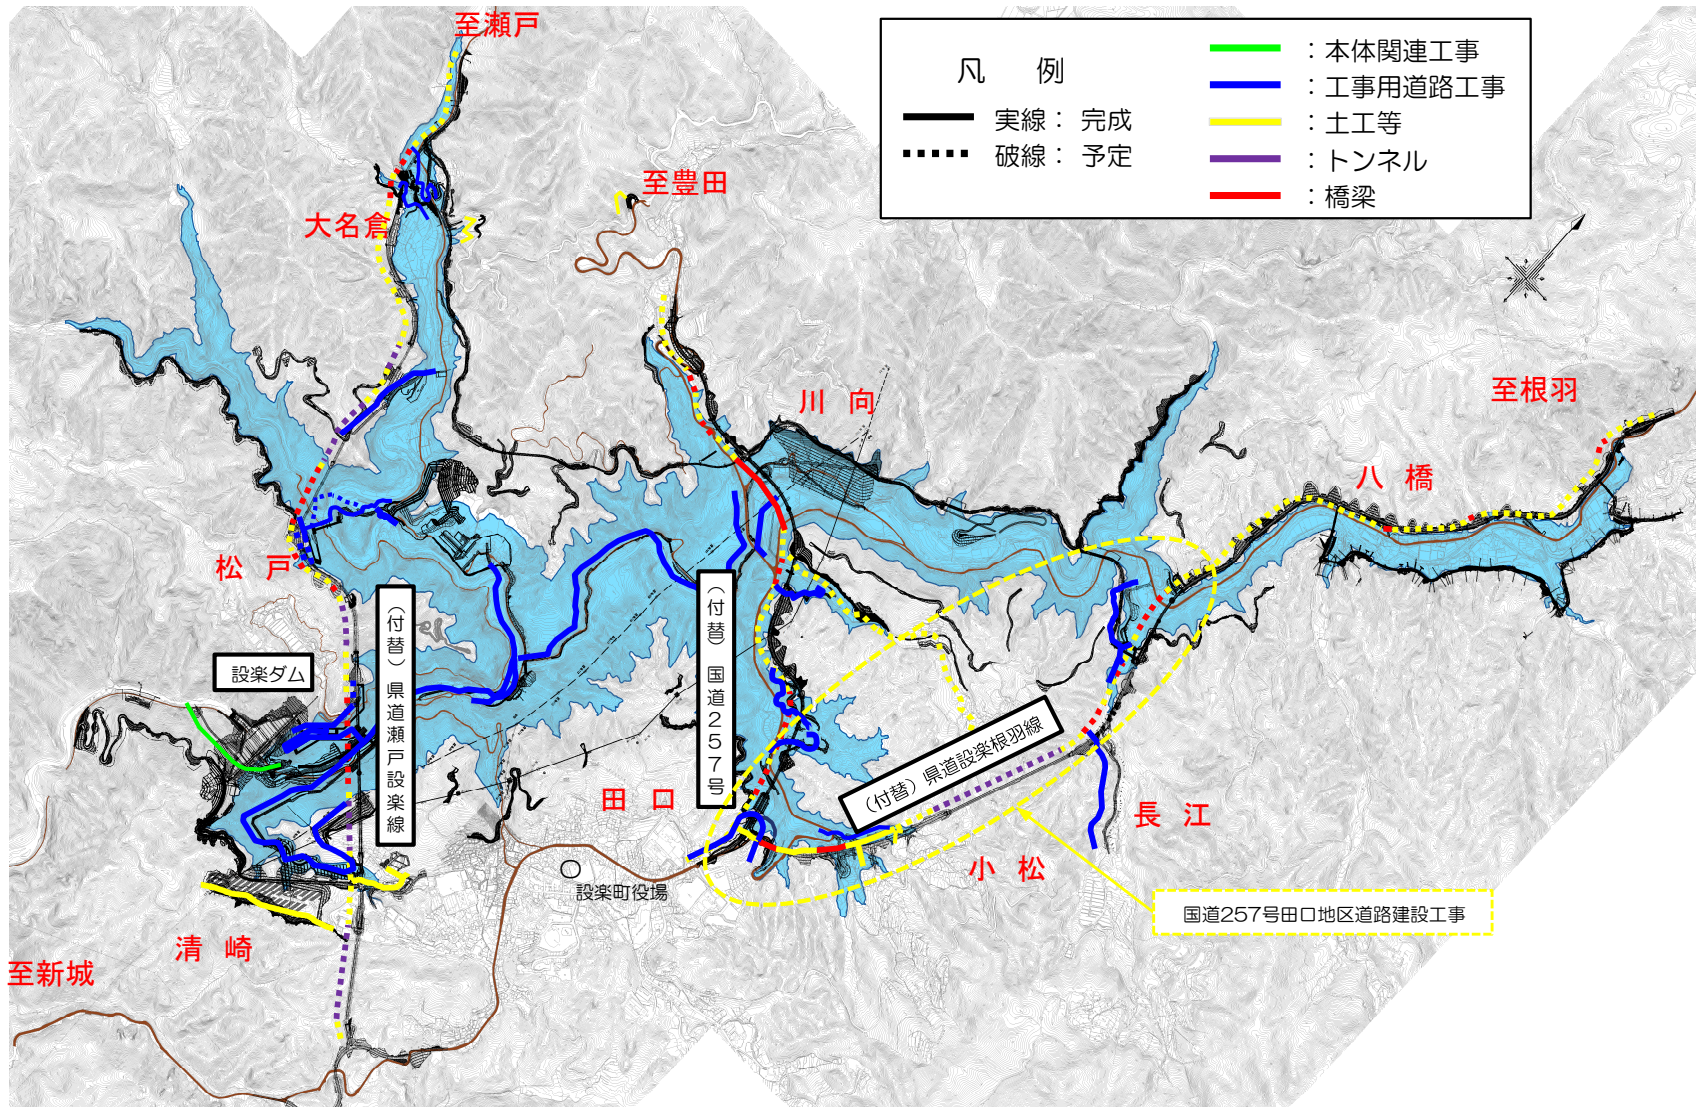 至瀬戸
凡　例
実線：完成
破線：予定
：本体関連工事
：工事用道路工事
：土工等
：トンネル
：橋梁
至豊田
大名倉
川向
至根羽
八橋
松戸
設楽ダム
（付替）県道瀬戸設楽線
（付替）国道257号
（付替）県道設楽根羽線
田口
長江
小松
設楽町役場
国道257号田口地区道路建設工事
清崎
至新城